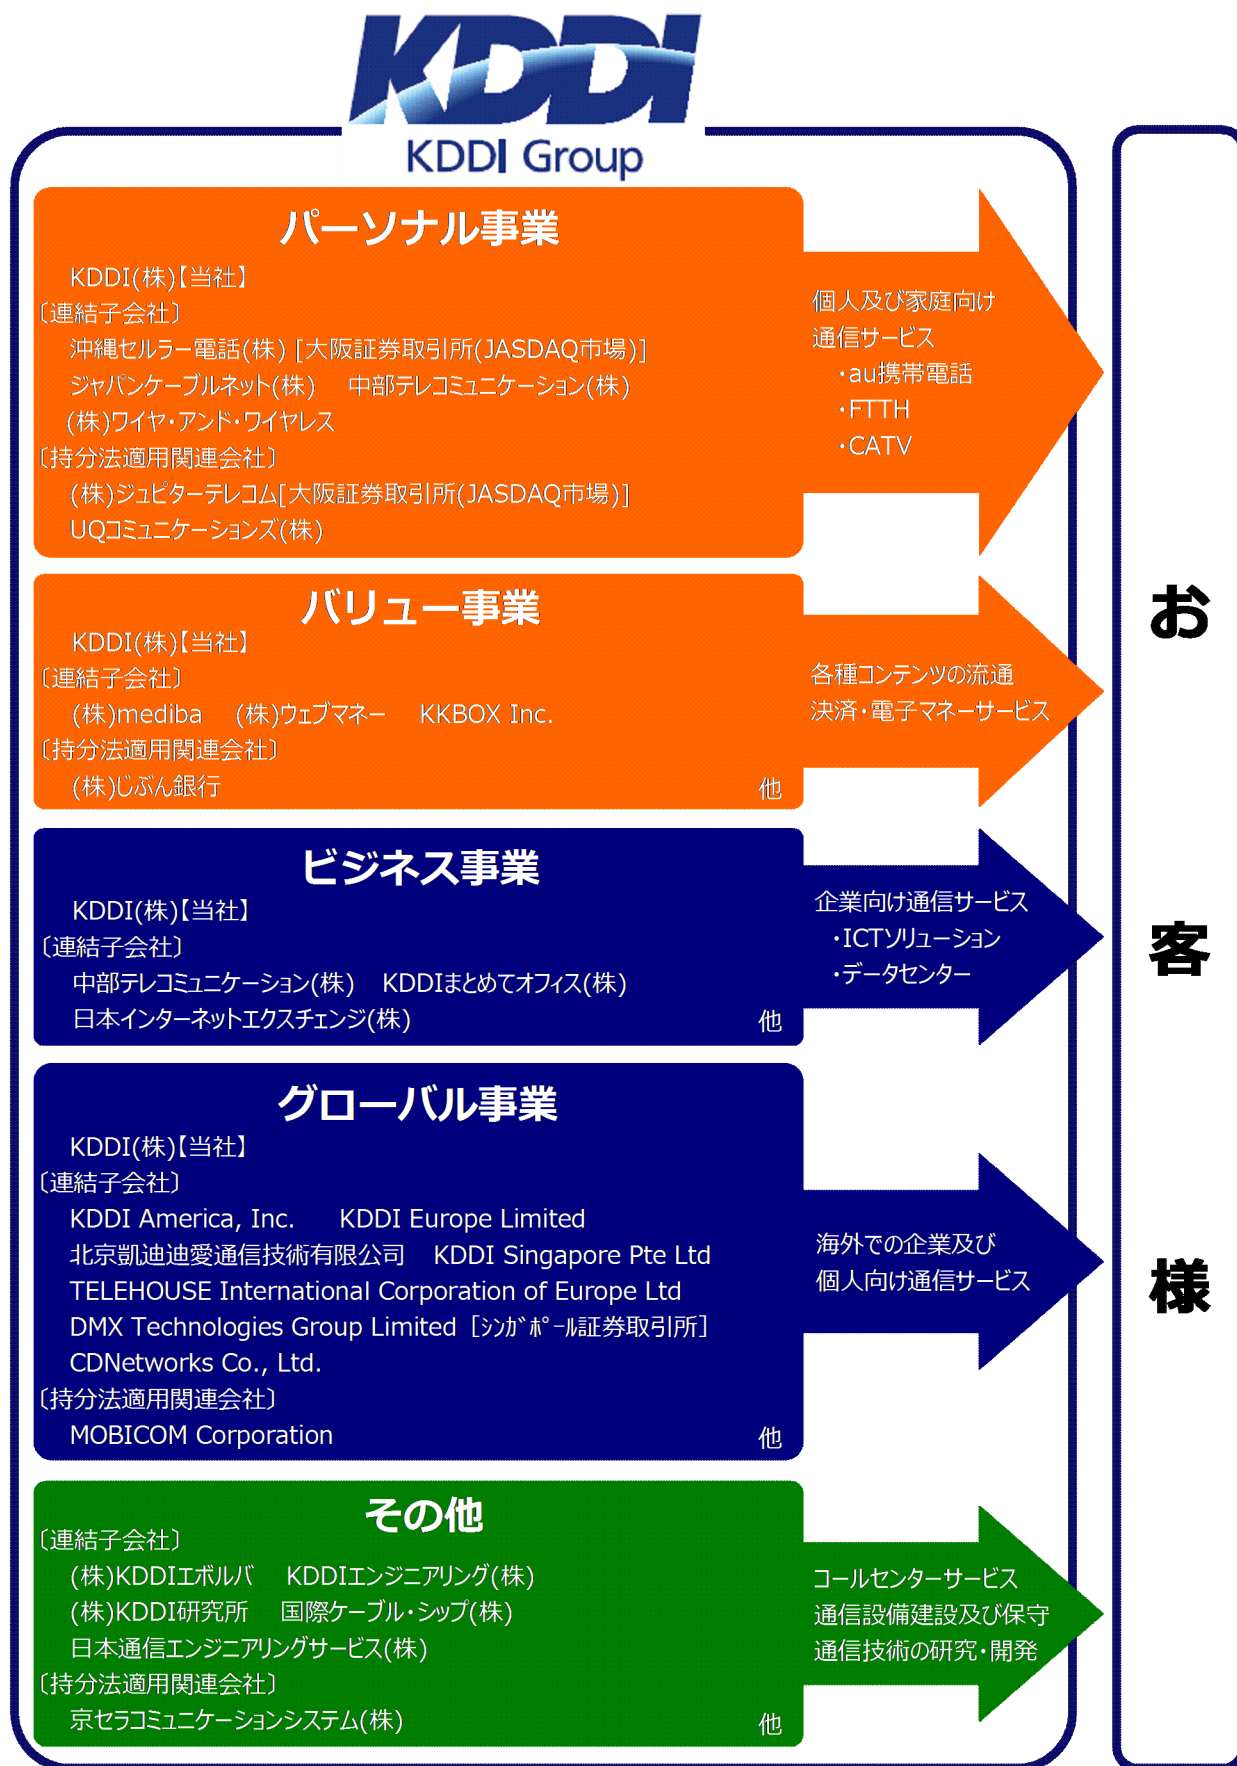 KDDI
KDDI Group
パーソナル事業
KDDI(株)【当社】
〔連結子会社〕
沖縄セルラー電話(株) [大阪証券取引所(JASDAQ市場)]
ジャパンケーブルネット(株) 中部テレコミュニケーション(株)
(株)ワイヤ・アンド・ワイヤレス
〔持分法適用関連会社〕
(株)ジュピターテレコム[大阪証券取引所(JASDAQ市場)]
UQコミュニケーションズ(株)
個人及び家庭向け
通信サービス
・au携帯電話
・FTTH
・CATV
バリュー事業
KDDI(株)【当社】
〔連結子会社〕
(株)mediba (株)ウェブマネー KKBOX Inc.
〔持分法適用関連会社〕
(株)じぶん銀行 他
各種コンテンツの流通
決済・電子マネーサービス
ビジネス事業
KDDI(株)【当社】
〔連結子会社〕
中部テレコミュニケーション(株) KDDIまとめてオフィス(株)
日本インターネットエクスチェンジ(株) 他
企業向け通信サービス
・ICTソリューション
・データセンター
グローバル事業
KDDI(株)【当社】
〔連結子会社〕
KDDI America, Inc. KDDI Europe Limited
北京凱迪迪愛通信技術有限公司 KDDI Singapore Pte Ltd
TELEHOUSE International Corporation of Europe Ltd
DMX Technologies Group Limited［ｼﾝｶﾞﾎﾟｰﾙ証券取引所］
CDNetworks Co., Ltd.
〔持分法適用関連会社〕
MOBICOM Corporation 他
海外での企業及び
個人向け通信サービス
その他
〔連結子会社〕
(株)KDDIエボルバ KDDIエンジニアリング(株)
(株)KDDI研究所 国際ケーブル・シップ(株)
日本通信エンジニアリングサービス(株)
〔持分法適用関連会社〕
京セラコミュニケーションシステム(株) 他
コールセンターサービス
通信設備建設及び保守
通信技術の研究・開発
お客様